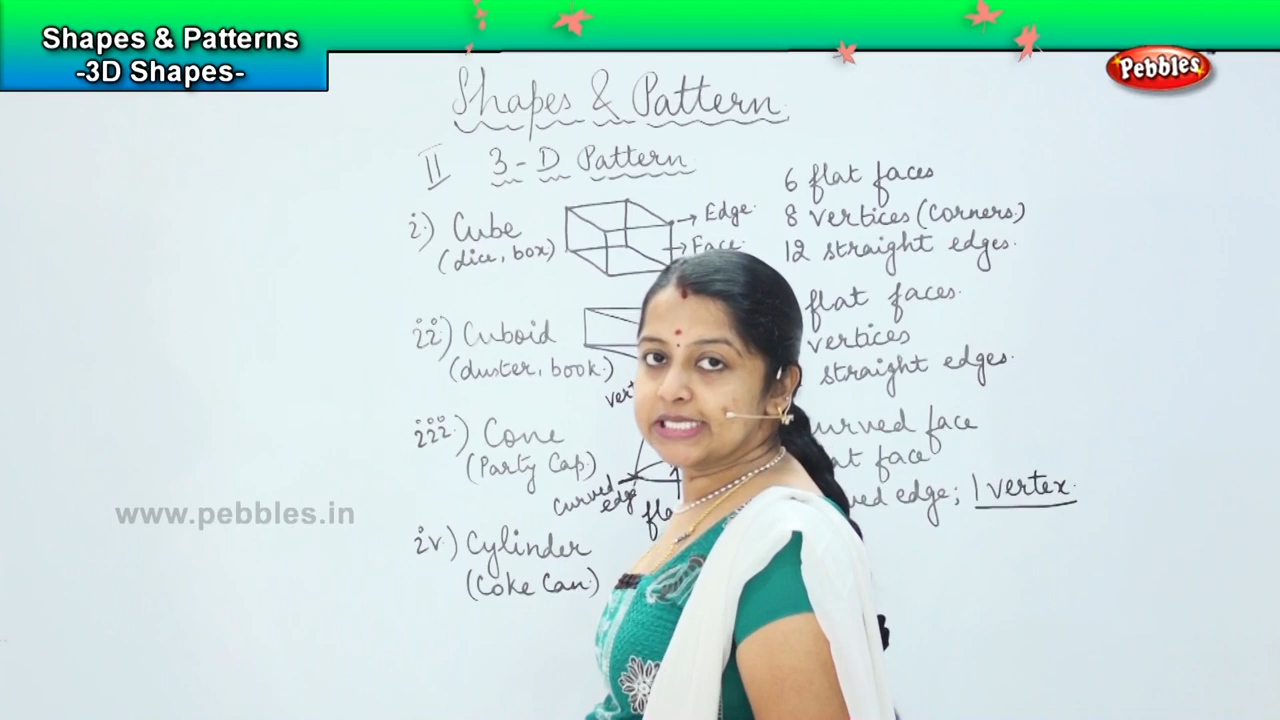 Shapes & Patterns
-3D Shapes-
Pebbles
Shapes & Pattern
II 3-D Pattern
i) Cube
(dice, box)
Edge
Face
6 flat faces
8 vertices (corners)
12 straight edges.
ii) Cuboid
(duster, book)
flat faces.
vertices
straight edges.
iii) Cone
(Party Cap)
curved
edge
face
face
edge; 1 vertex.
www.pebbles.in
iv) Cylinder
(Coke Can)